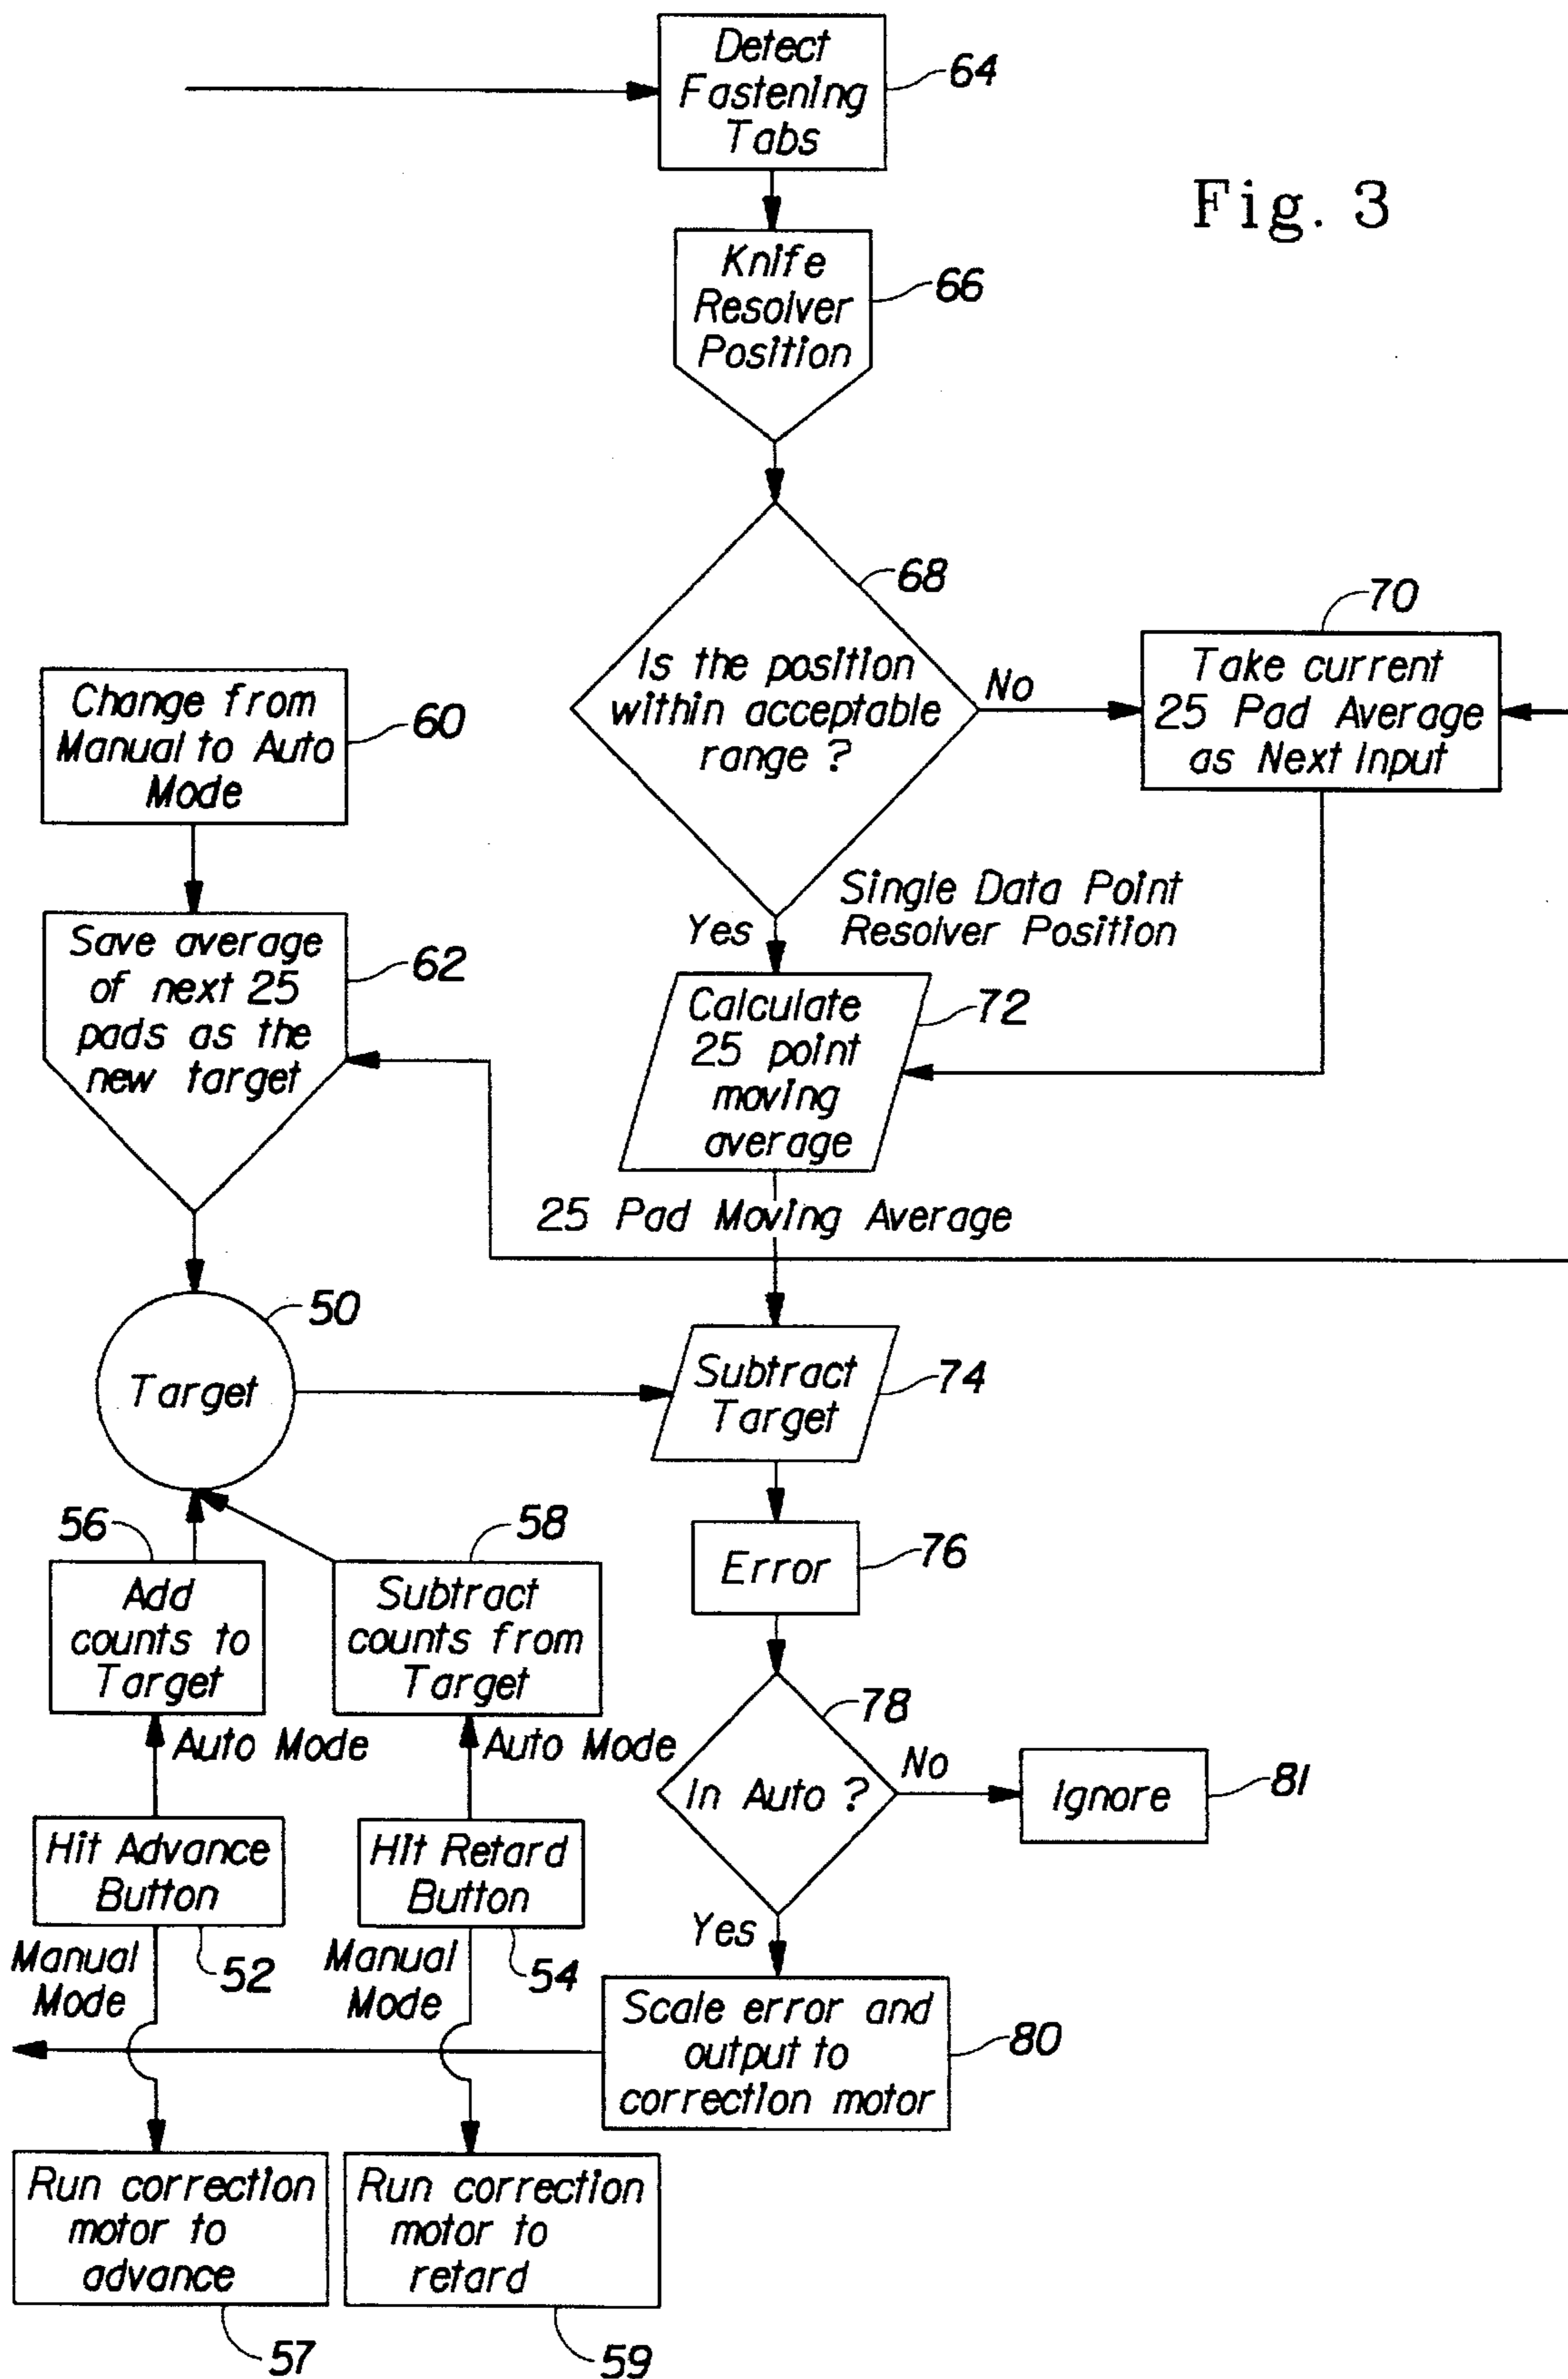 Detect
Fastening
Tabs
64
Fig. 3
Knife
Resolver
Position
66
68
Is the position
within acceptable
range ?
No
70
Take current
25 Pad Average
as Next Input
Change from
Manual to Auto
Mode
60
Yes
Single Data Point
Resolver Position
Save average
of next 25
pads as the
new target
62
Calculate
25 point
moving
average
72
25 Pad Moving Average
50
Target
Subtract
Target
74
56
Add
counts to
Target
58
Subtract
counts from
Target
Error
76
Auto Mode
Auto Mode
78
In Auto ?
No
Ignore
81
Hit Advance
Button
52
Hit Retard
Button
54
Yes
Manual
Mode
Manual
Mode
Scale error and
output to
correction motor
80
Run correction
motor to
advance
57
Run correction
motor to
retard
59